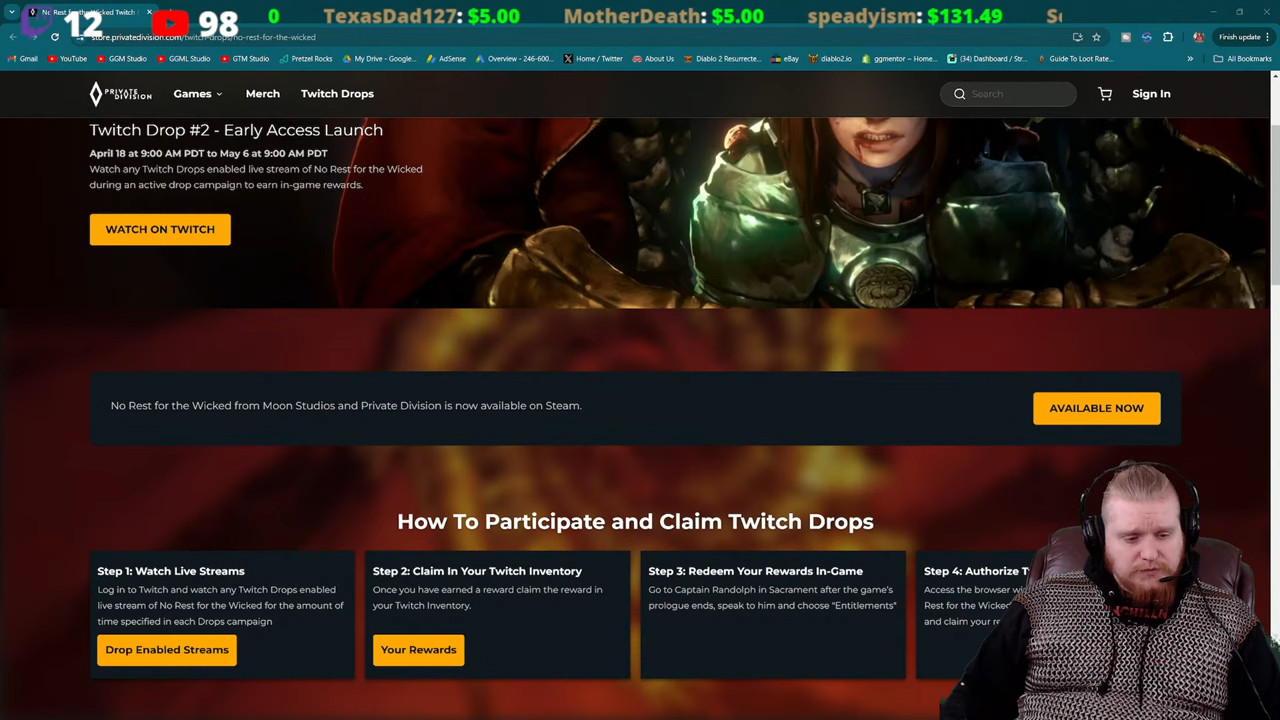 12 98 0 TexasDad127: $5.00 MotherDeath: $5.00 speadyism: $131.49
No Rest for the Wicked Twitch
store.privatedivision.com/twitch-drops/no-rest-for-the-wicked
Finish update
Gmail YouTube GGM Studio GGML Studio GTM Studio Pretzel Rocks My Drive - Google... AdSense Overview - 246-600... Home / Twitter About Us Diablo 2 Resurrecte... eBay diablo2.io ggmentor – Home... (34) Dashboard / Str... Guide To Loot Rate... » All Bookmarks
PRIVATE DIVISION Games Merch Twitch Drops Search Sign In
Twitch Drop #2 - Early Access Launch
April 18 at 9:00 AM PDT to May 6 at 9:00 AM PDT
Watch any Twitch Drops enabled live stream of No Rest for the Wicked
during an active drop campaign to earn in-game rewards.
WATCH ON TWITCH
No Rest for the Wicked from Moon Studios and Private Division is now available on Steam.
AVAILABLE NOW
How To Participate and Claim Twitch Drops
Step 1: Watch Live Streams
Log in to Twitch and watch any Twitch Drops enabled
live stream of No Rest for the Wicked for the amount of
time specified in each Drops campaign
Drop Enabled Streams
Step 2: Claim In Your Twitch Inventory
Once you have earned a reward claim the reward in
your Twitch Inventory.
Your Rewards
Step 3: Redeem Your Rewards In-Game
Go to Captain Randolph in Sacrament after the game's
prologue ends, speak to him and choose "Entitlements"
Step 4: Authorize T
Access the browser wi
Rest for the Wicked
and claim your re